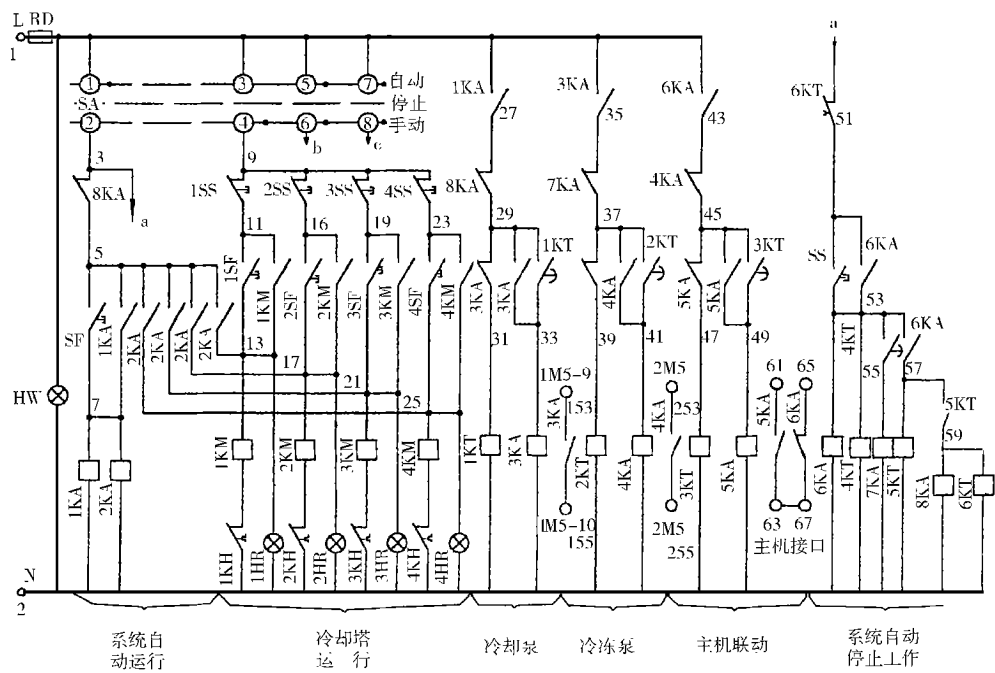 L RD
1
a
1
3
5
7
自动
SA
停止
2
4
6
8
手动
b
c
1KA
27
3KA
35
6KA
43
6KT
51
3
8KA
a
9
1SS
2SS
3SS
4SS
8KA
7KA
4KA
11
16
19
23
29
37
45
5
1SF
1KM
2SF
2KM
3SF
3KM
4SF
4KM
3KA
3KA
1KT
4KA
2KT
5KA
5KA
3KT
SS
6KA
53
SF
1KA
2KA
2KA
2KA
2KA
13
17
21
25
31
33
39
41
47
49
4KT
55
6KA
57
HW
7
1M5-9
3KA
153
2M5
4KA
253
61
65
5KA
6KA
5KT
59
1KA
2KA
1KM
2KM
3KM
4KM
1KT
3KA
2KT
4KA
3KT
5KA
6KA
4KT
7KA
5KT
8KA
6KT
1M5-10
155
2M5
255
63
67
主机接口
1KH
1HR
2KH
2HR
3KH
3HR
4KH
4HR
N
2
系统自
动运行
冷却塔
运 行
冷却泵
冷冻泵
主机联动
系统自动
停止工作